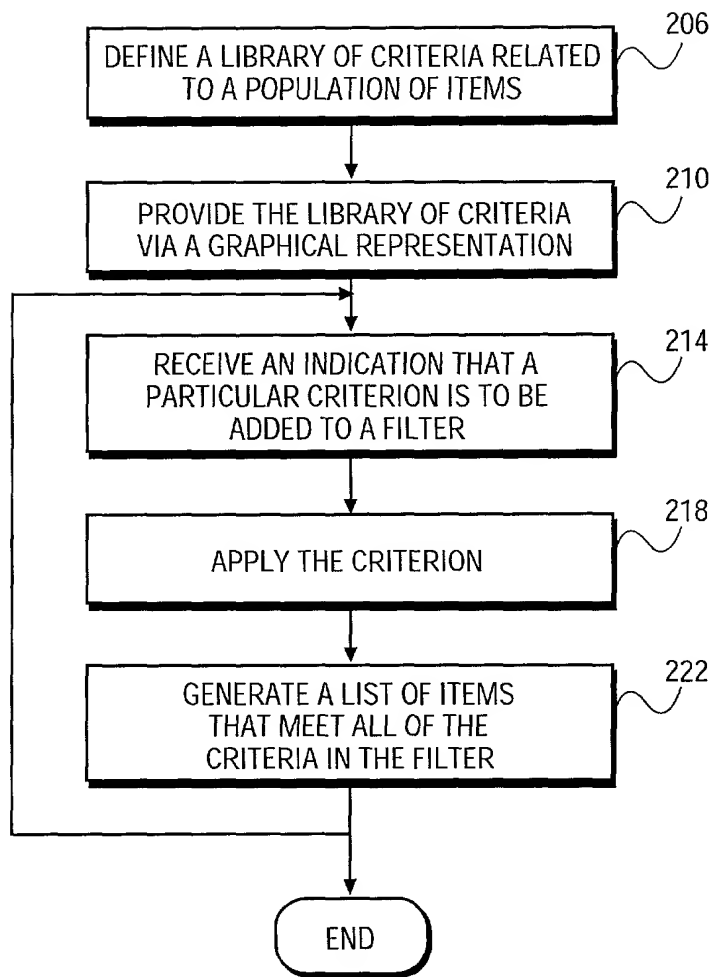 206
DEFINE A LIBRARY OF CRITERIA RELATED
TO A POPULATION OF ITEMS
210
PROVIDE THE LIBRARY OF CRITERIA
VIA A GRAPHICAL REPRESENTATION
214
RECEIVE AN INDICATION THAT A
PARTICULAR CRITERION IS TO BE
ADDED TO A FILTER
218
APPLY THE CRITERION
222
GENERATE A LIST OF ITEMS
THAT MEET ALL OF THE
CRITERIA IN THE FILTER
END